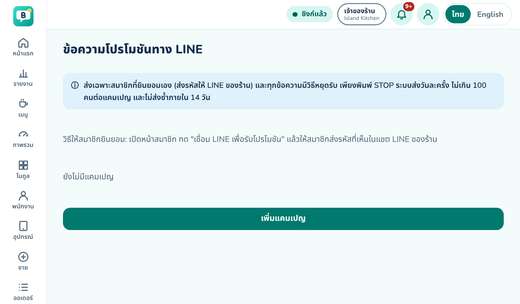 B
ซิงก์แล้ว
เจ้าของร้าน
Island Kitchen
9+
ไทย
English
หน้าแรก
รายงาน
เมนู
ภาพรวม
โมดูล
พนักงาน
อุปกรณ์
ขาย
ออเดอร์
ข้อความโปรโมชันทาง LINE
ส่งเฉพาะสมาชิกที่ยินยอมเอง (ส่งรหัสให้ LINE ของร้าน) และทุกข้อความมีวิธีหยุดรับ เพียงพิมพ์ STOP ระบบส่งวันละครั้ง ไม่เกิน 100
คนต่อแคมเปญ และไม่ส่งซ้ำภายใน 14 วัน
วิธีให้สมาชิกยินยอม: เปิดหน้าสมาชิก กด "เชื่อม LINE เพื่อรับโปรโมชัน" แล้วให้สมาชิกส่งรหัสที่เห็นในแชต LINE ของร้าน
ยังไม่มีแคมเปญ
เพิ่มแคมเปญ